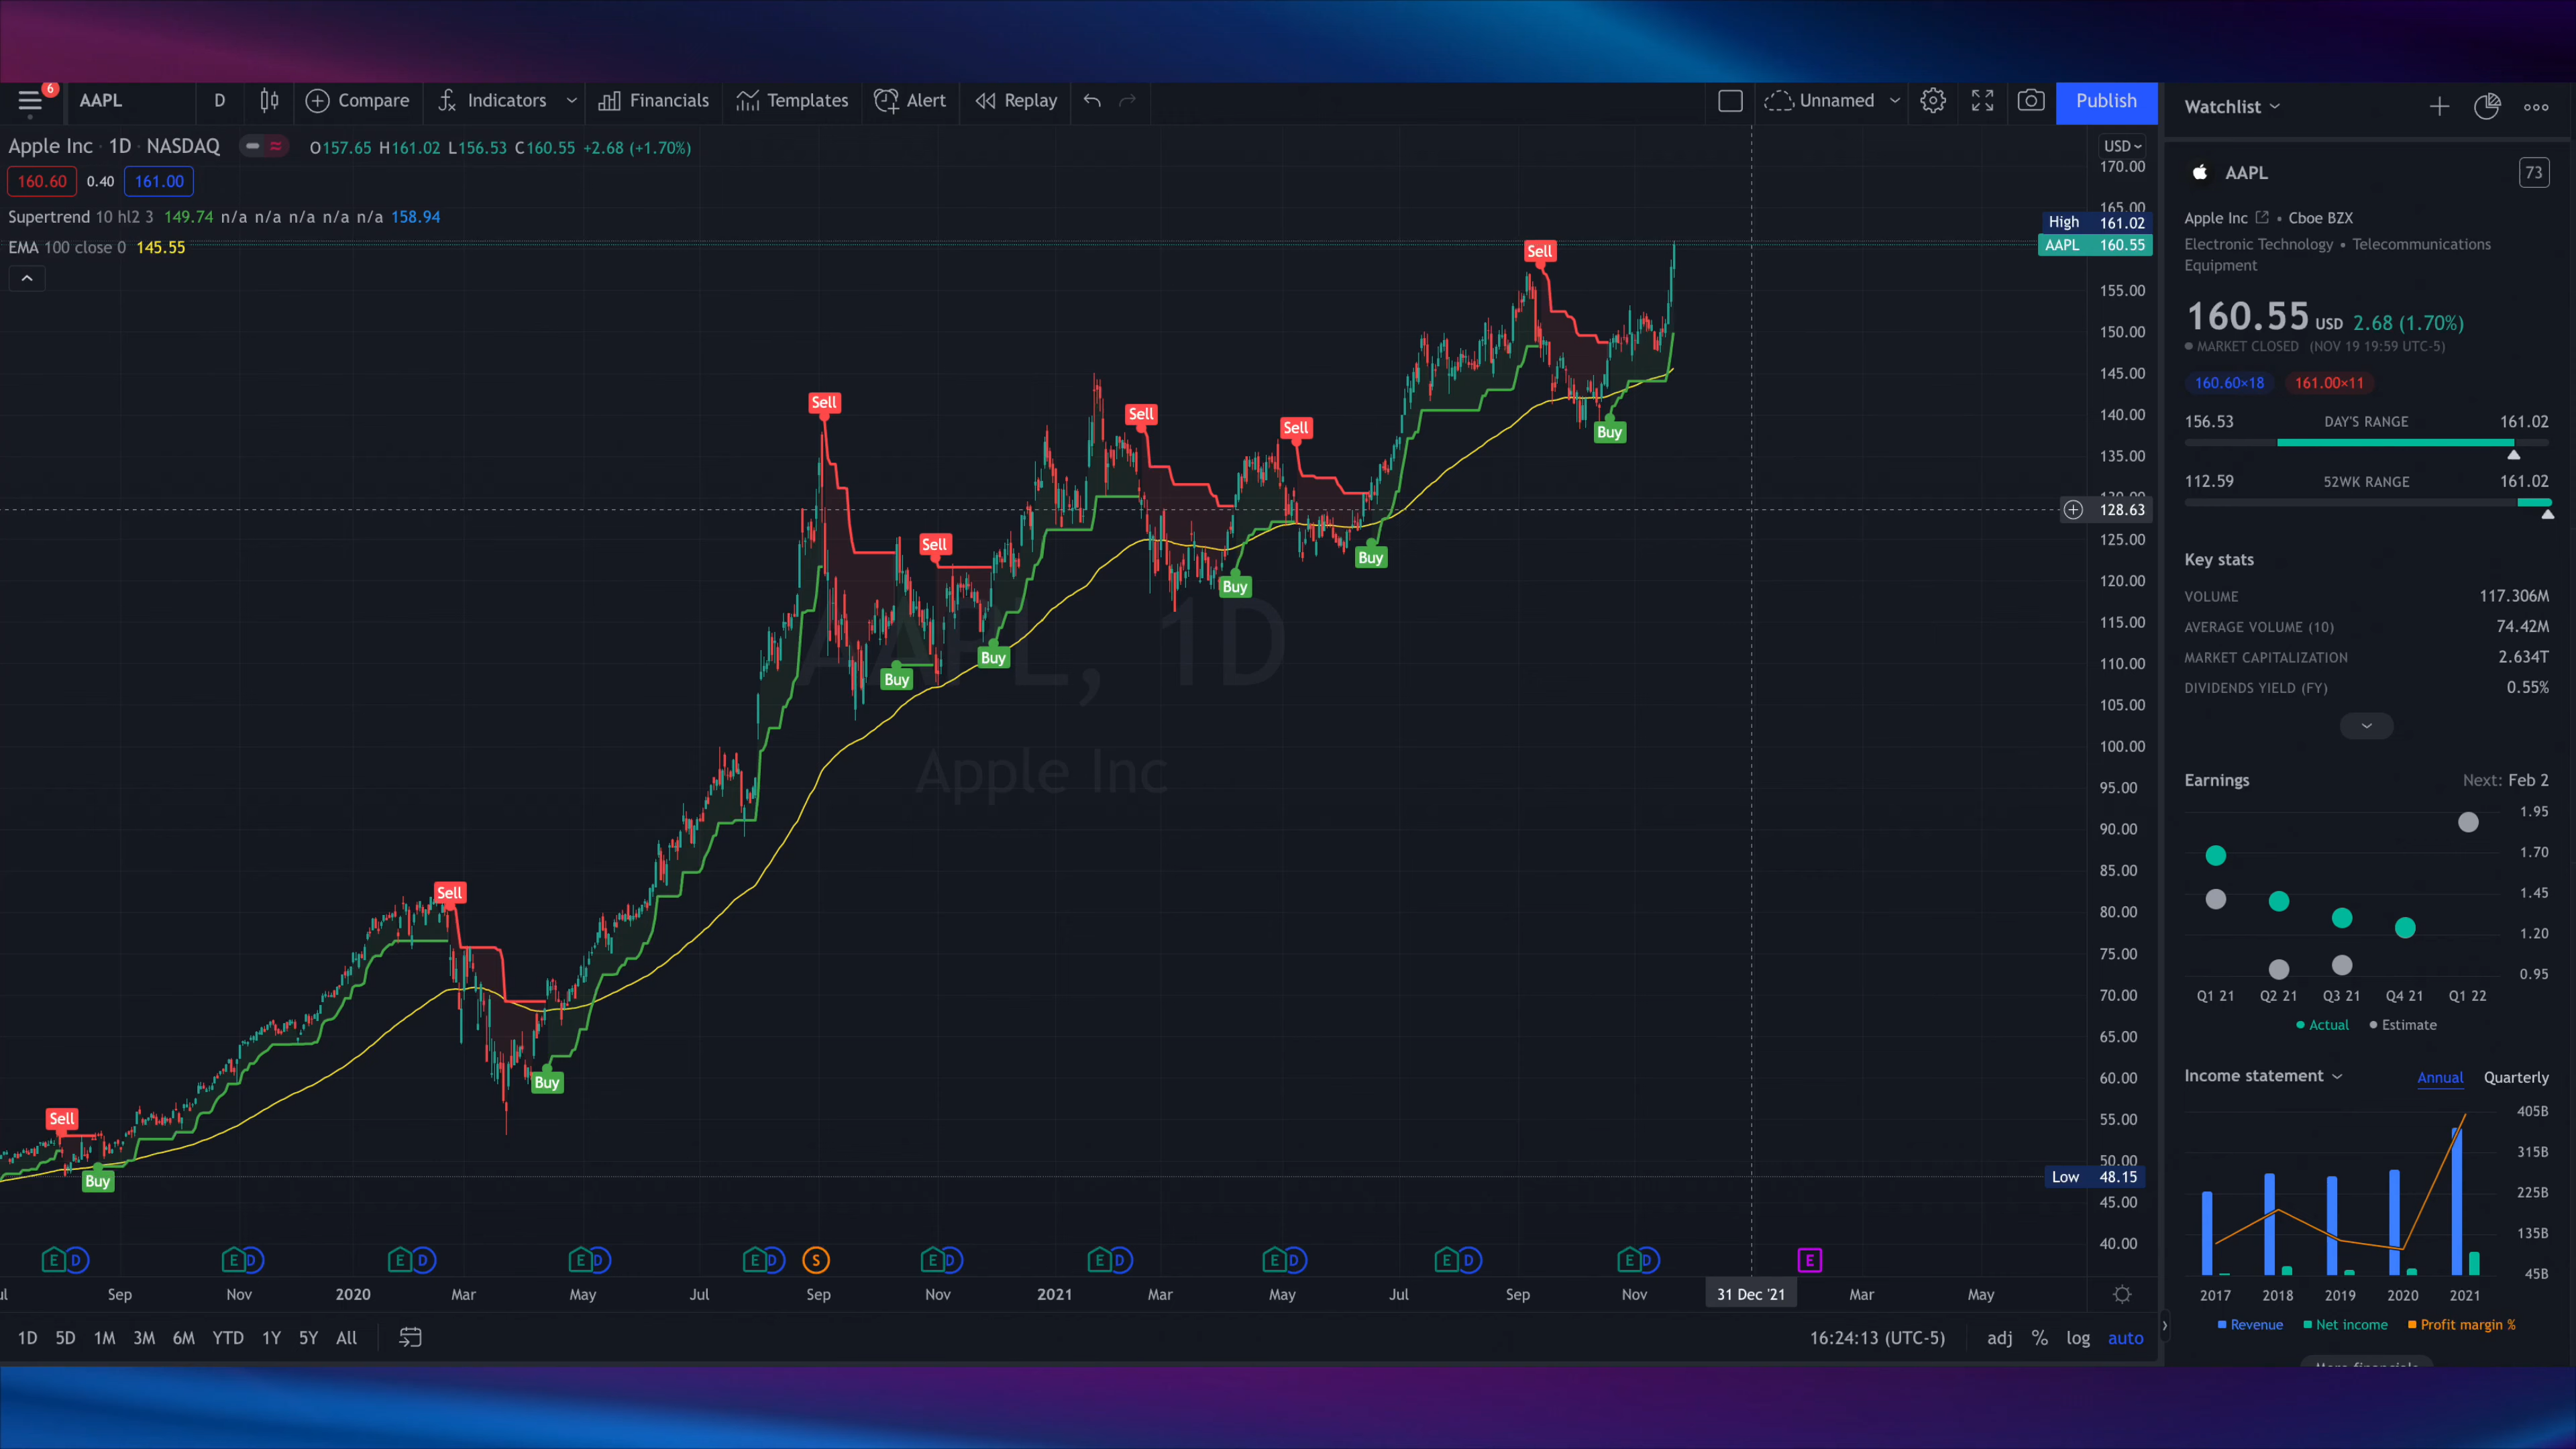 6
AAPL D Compare Indicators Financials Templates Alert Replay Unnamed Publish
Apple Inc · 1D · NASDAQ O157.65 H161.02 L156.53 C160.55 +2.68 (+1.70%)
160.60 0.40 161.00
Supertrend 10 hl2 3 149.74 n/a n/a n/a n/a n/a 158.94
EMA 100 close 0 145.55
AAPL, 1D
Apple Inc
Sell
Sell
Sell
Sell
Sell
Sell
Sell
Buy
Buy
Buy
Buy
Buy
Buy
Buy
Buy
Sell
USD
170.00
165.00
High 161.02
AAPL 160.55
155.00
150.00
145.00
140.00
135.00
128.63
125.00
120.00
115.00
110.00
105.00
100.00
95.00
90.00
85.00
80.00
75.00
70.00
65.00
60.00
55.00
50.00
Low 48.15
45.00
40.00
E D E D E D E D E D S E D E D E D E D E D E
Sep Nov 2020 Mar May Jul Sep Nov 2021 Mar May Jul Sep Nov 31 Dec '21 Mar May
1D 5D 1M 3M 6M YTD 1Y 5Y All 16:24:13 (UTC-5) adj % log auto
Watchlist
AAPL 73
Apple Inc • Cboe BZX
Electronic Technology • Telecommunications
Equipment
160.55 USD 2.68 (1.70%)
MARKET CLOSED (NOV 19 19:59 UTC-5)
160.60×18 161.00×11
156.53 DAY'S RANGE 161.02
112.59 52WK RANGE 161.02
Key stats
VOLUME 117.306M
AVERAGE VOLUME (10) 74.42M
MARKET CAPITALIZATION 2.634T
DIVIDENDS YIELD (FY) 0.55%
Earnings Next: Feb 2
1.95
1.70
1.45
1.20
0.95
Q1 21 Q2 21 Q3 21 Q4 21 Q1 22
Actual Estimate
Income statement Annual Quarterly
405B
315B
225B
135B
45B
2017 2018 2019 2020 2021
Revenue Net income Profit margin %